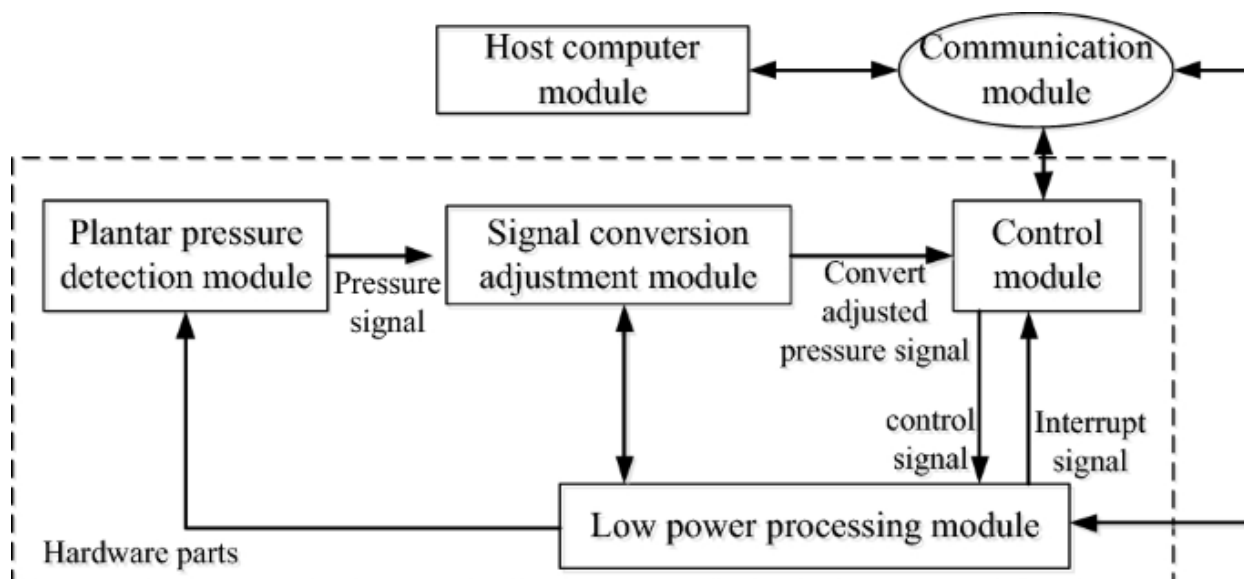 Host computer
module
Communication
module
Plantar pressure
detection module
Pressure
signal
Signal conversion
adjustment module
Convert
adjusted
pressure signal
Control
module
control
signal
Interrupt
signal
Low power processing module
Hardware parts